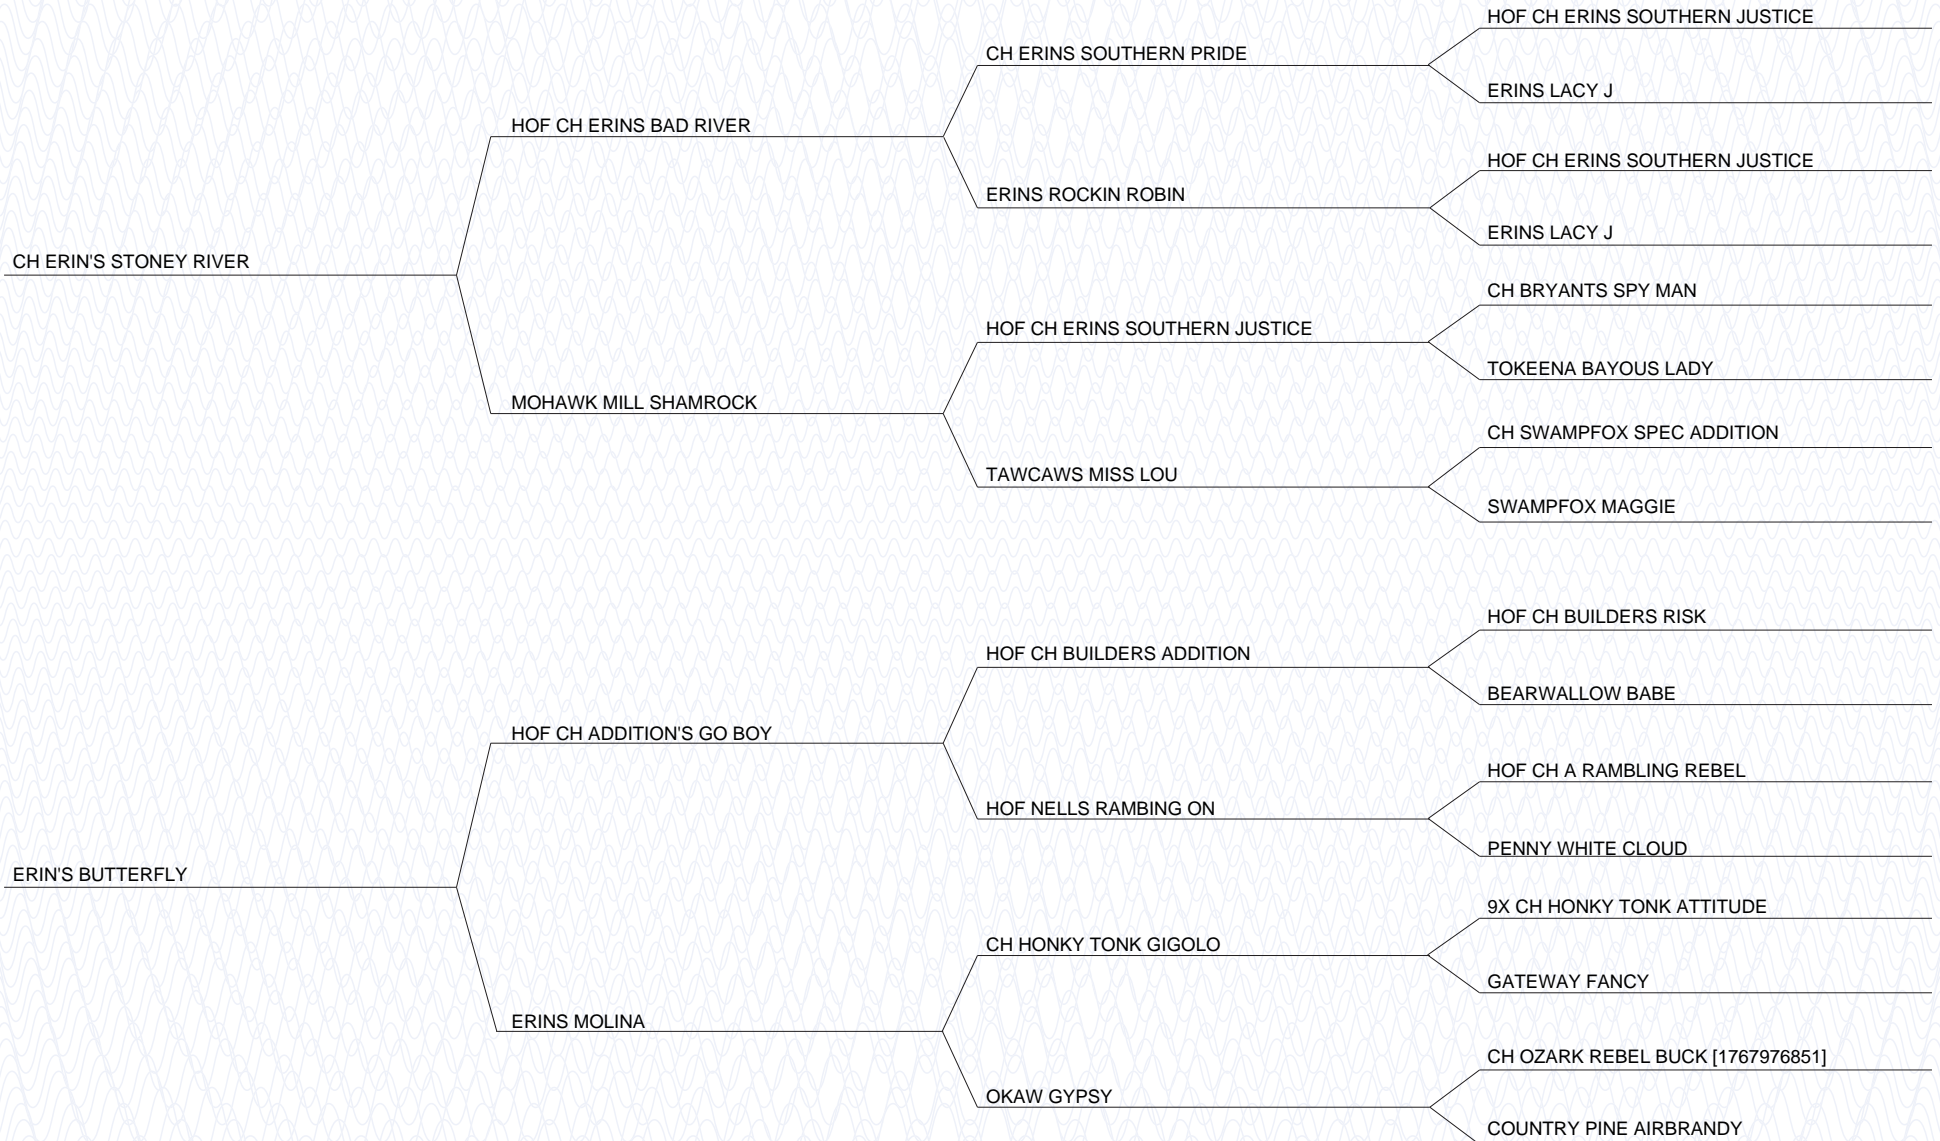 HOF CH ERINS SOUTHERN JUSTICE
CH ERINS SOUTHERN PRIDE
ERINS LACY J
HOF CH ERINS BAD RIVER
HOF CH ERINS SOUTHERN JUSTICE
ERINS ROCKIN ROBIN
ERINS LACY J
CH ERIN'S STONEY RIVER
CH BRYANTS SPY MAN
HOF CH ERINS SOUTHERN JUSTICE
TOKEENA BAYOUS LADY
MOHAWK MILL SHAMROCK
CH SWAMPFOX SPEC ADDITION
TAWCAWS MISS LOU
SWAMPFOX MAGGIE
HOF CH BUILDERS RISK
HOF CH BUILDERS ADDITION
BEARWALLOW BABE
HOF CH ADDITION'S GO BOY
HOF CH A RAMBLING REBEL
HOF NELLS RAMBING ON
PENNY WHITE CLOUD
ERIN'S BUTTERFLY
9X CH HONKY TONK ATTITUDE
CH HONKY TONK GIGOLO
GATEWAY FANCY
ERINS MOLINA
CH OZARK REBEL BUCK [1767976851]
OKAW GYPSY
COUNTRY PINE AIRBRANDY